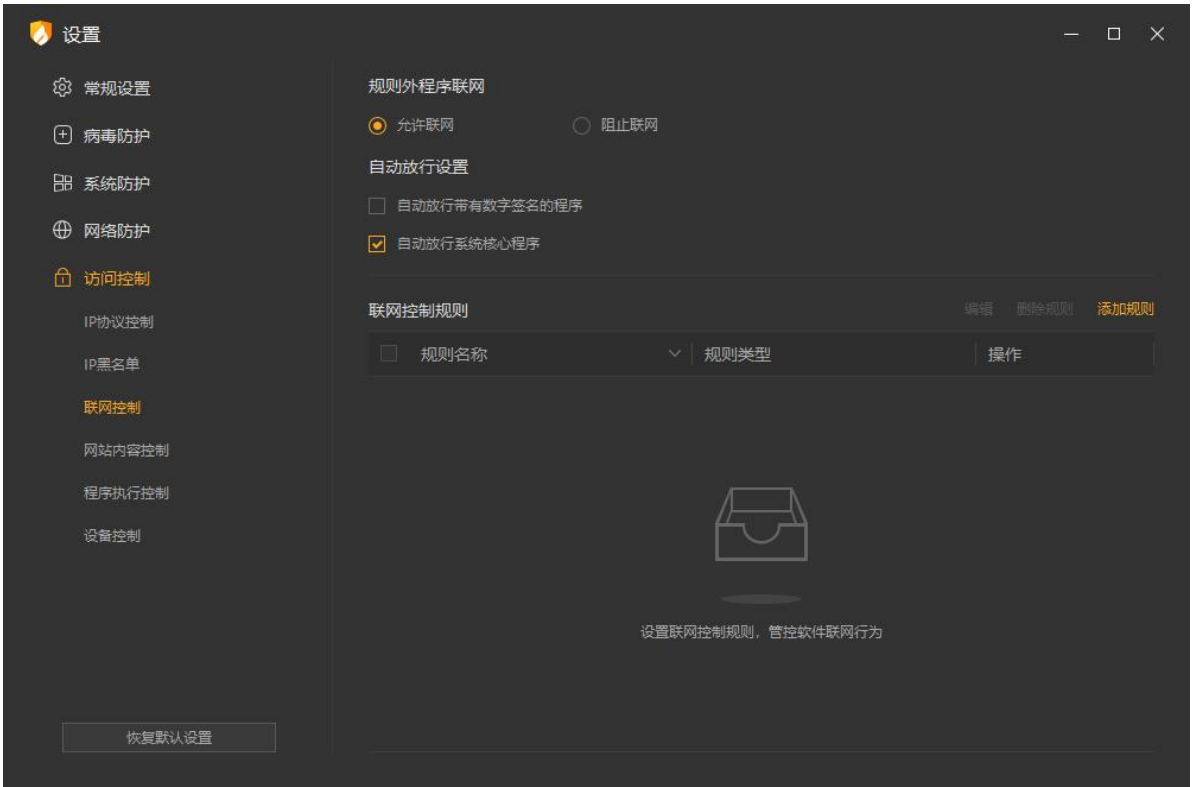 设置
常规设置
病毒防护
系统防护
网络防护
访问控制
IP协议控制
IP黑名单
联网控制
网站内容控制
程序执行控制
设备控制
恢复默认设置
规则外程序联网
允许联网 阻止联网
自动放行设置
自动放行带有数字签名的程序
自动放行系统核心程序
联网控制规则 编辑 删除规则 添加规则
规则名称 规则类型 操作
设置联网控制规则，管控软件联网行为